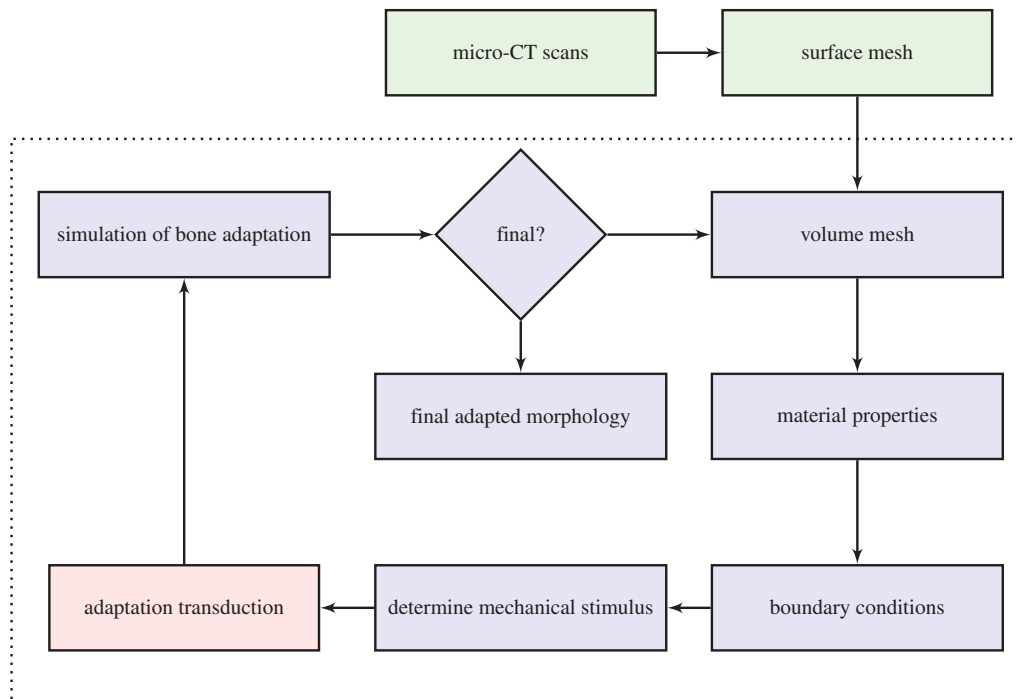 micro-CT scans
surface mesh
simulation of bone adaptation
final?
volume mesh
final adapted morphology
material properties
adaptation transduction
determine mechanical stimulus
boundary conditions